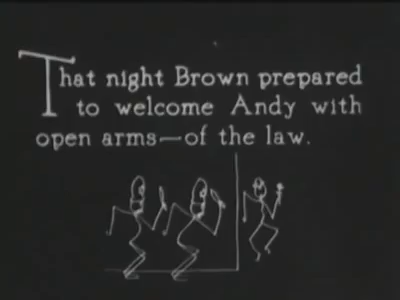 That night Brown prepared
to welcome Andy with
open arms—of the law.